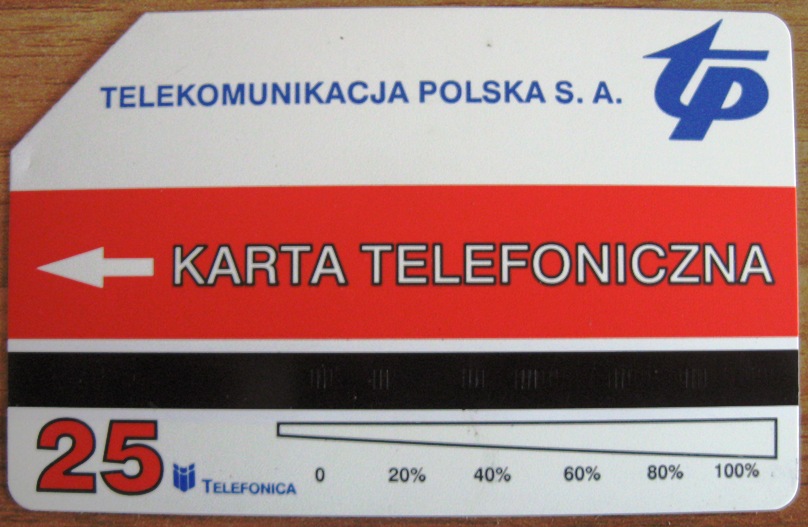 TELEKOMUNIKACJA POLSKA S. A.
tp
KARTA TELEFONICZNA
25
TELEFONICA
0 20% 40% 60% 80% 100%